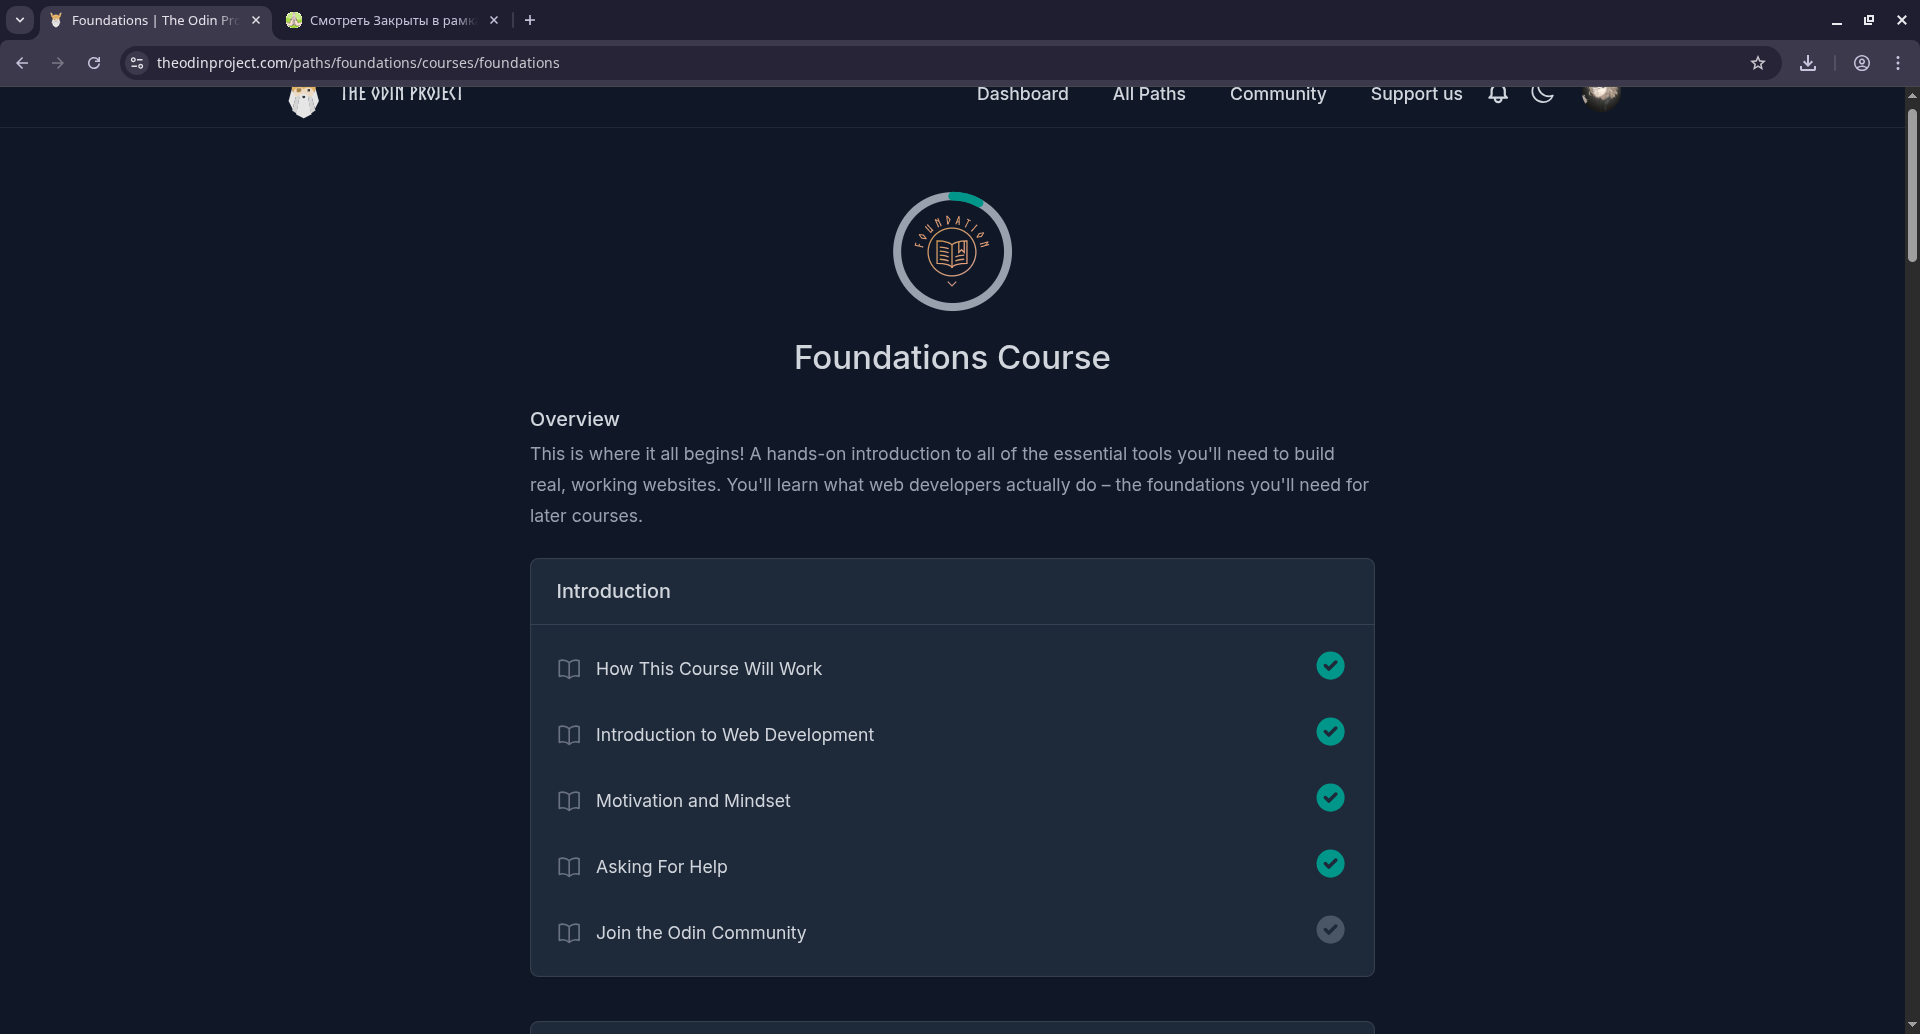 Foundations | The Odin Pr
Смотреть Закрыты в рам
theodinproject.com/paths/foundations/courses/foundations
THE ODIN PROJECT
Dashboard
All Paths
Community
Support us
FOUNDATION
Foundations Course
Overview
This is where it all begins! A hands-on introduction to all of the essential tools you'll need to build
real, working websites. You'll learn what web developers actually do – the foundations you'll need for
later courses.
Introduction
How This Course Will Work
Introduction to Web Development
Motivation and Mindset
Asking For Help
Join the Odin Community